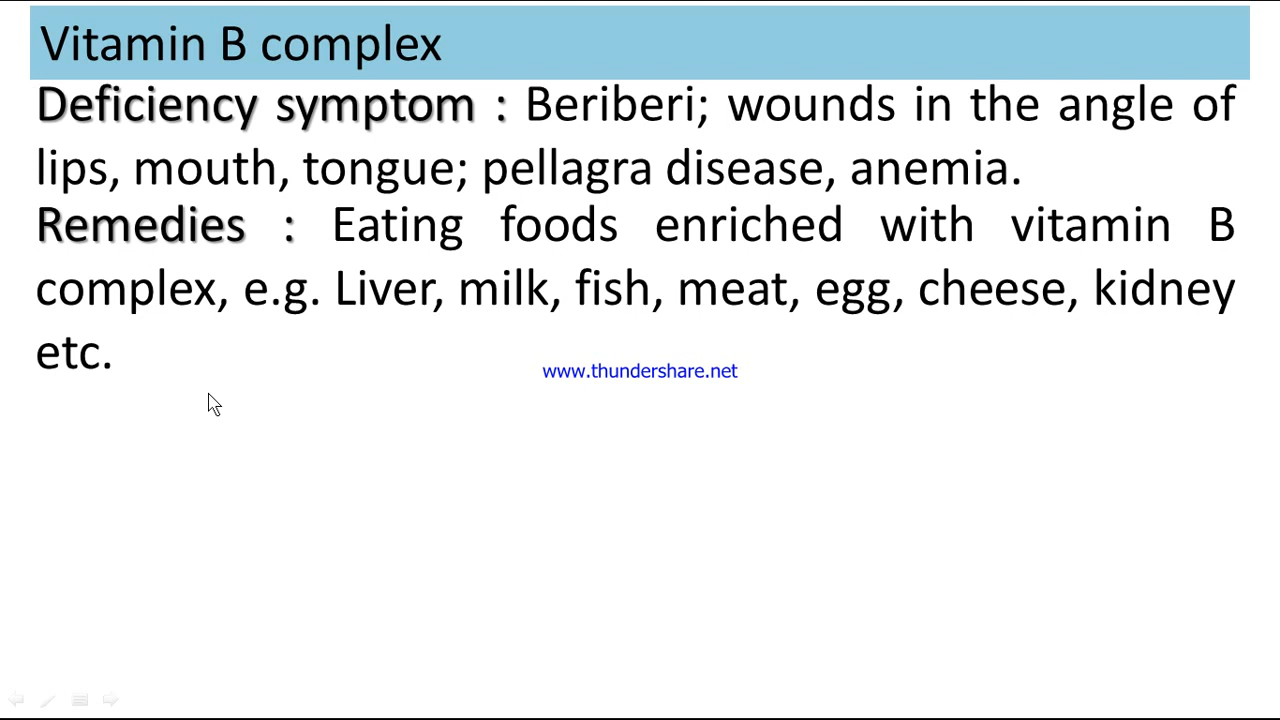 Vitamin B complex
Deficiency symptom : Beriberi; wounds in the angle of
lips, mouth, tongue; pellagra disease, anemia.
Remedies : Eating foods enriched with vitamin B
complex, e.g. Liver, milk, fish, meat, egg, cheese, kidney
etc.
www.thundershare.net